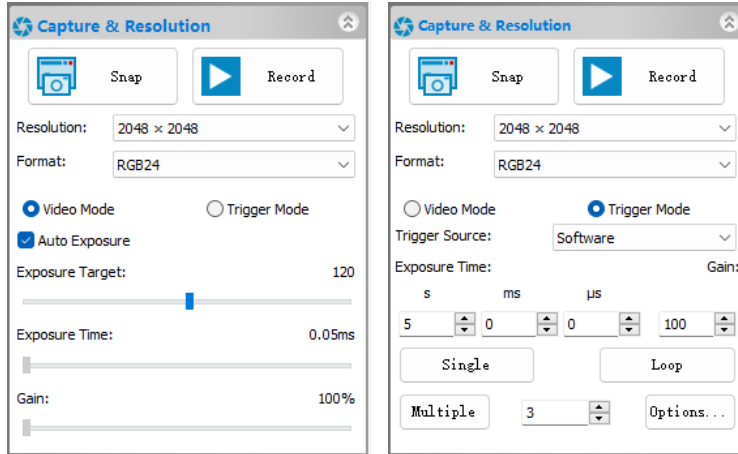 Capture & Resolution
Snap Record
Resolution: 2048 × 2048
Format: RGB24
Video Mode Trigger Mode
Auto Exposure
Exposure Target: 120
Exposure Time: 0.05ms
Gain: 100%
Capture & Resolution
Snap Record
Resolution: 2048 × 2048
Format: RGB24
Video Mode Trigger Mode
Trigger Source: Software
Exposure Time: Gain:
s ms µs
5 0 0 100
Single Loop
Multiple 3 Options...